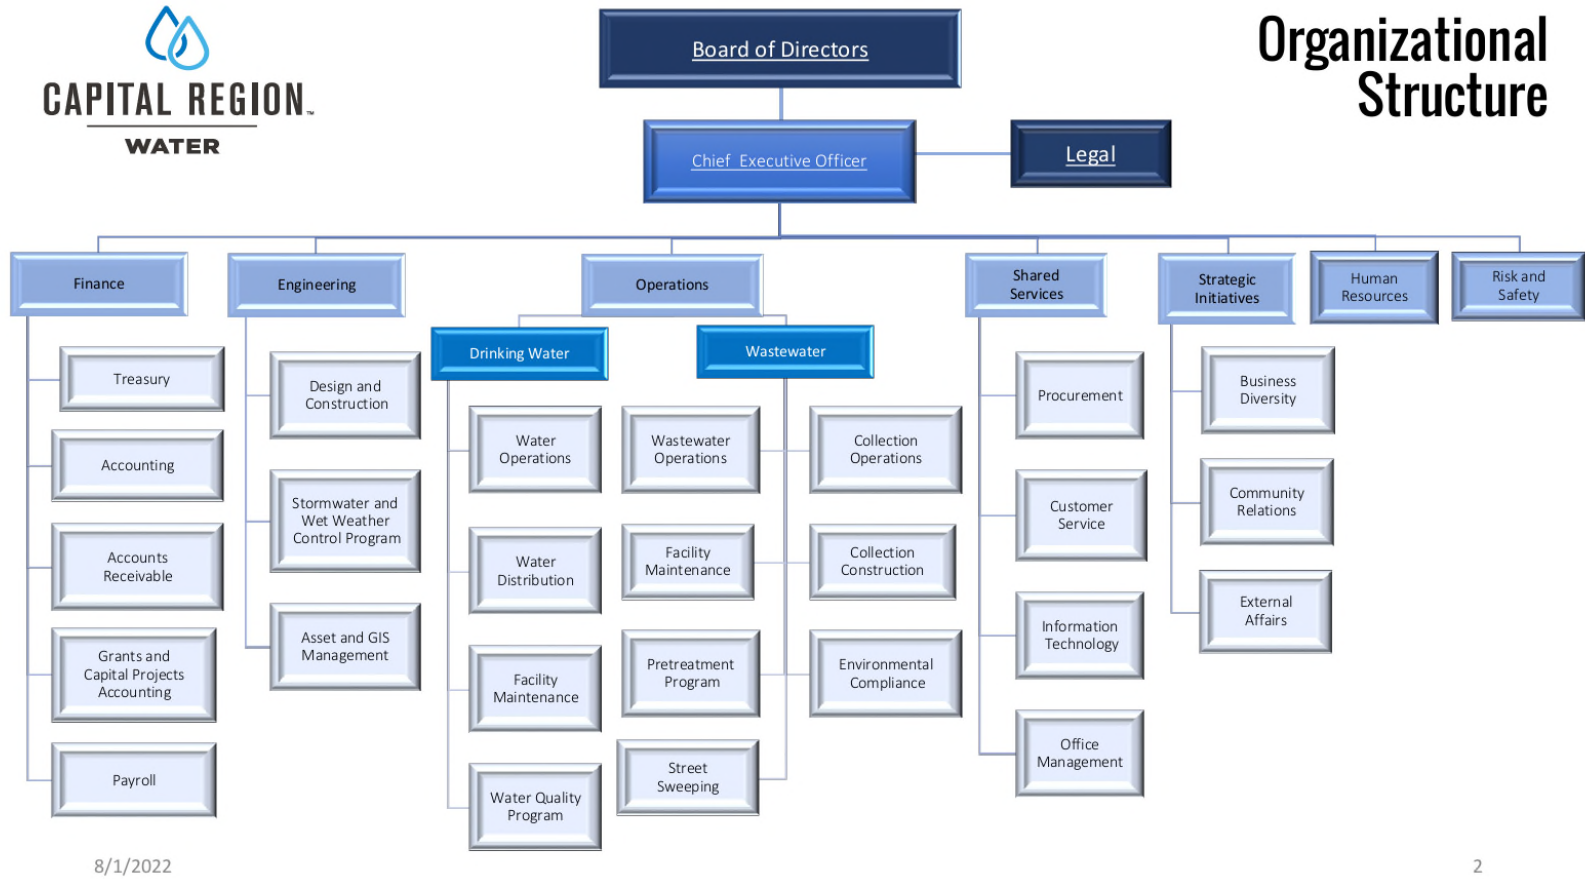 CAPITAL REGION™
WATER
Organizational
Structure
Board of Directors
Chief Executive Officer
Legal
Finance
Treasury
Accounting
Accounts
Receivable
Grants and
Capital Projects
Accounting
Payroll
Engineering
Design and
Construction
Stormwater and
Wet Weather
Control Program
Asset and GIS
Management
Operations
Drinking Water
Water
Operations
Water
Distribution
Facility
Maintenance
Water Quality
Program
Wastewater
Wastewater
Operations
Facility
Maintenance
Pretreatment
Program
Street
Sweeping
Collection
Operations
Collection
Construction
Environmental
Compliance
Shared
Services
Procurement
Customer
Service
Information
Technology
Office
Management
Strategic
Initiatives
Business
Diversity
Community
Relations
External
Affairs
Human
Resources
Risk and
Safety
8/1/2022
2